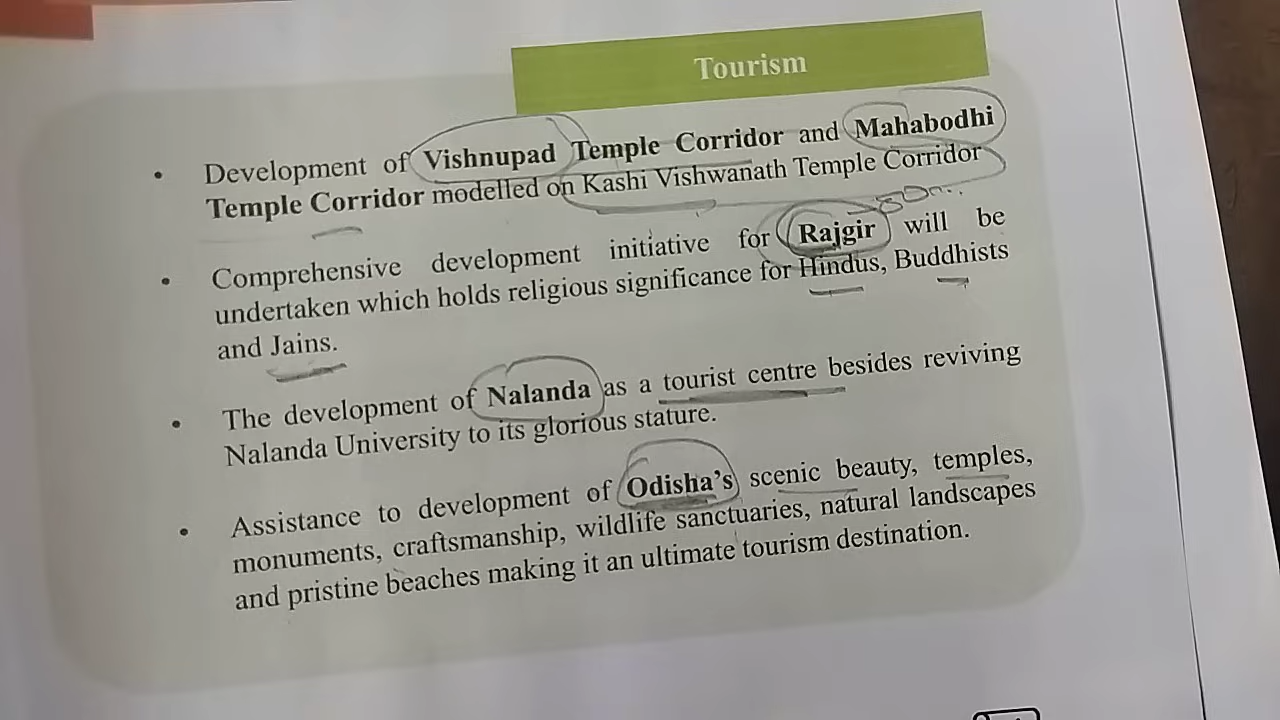 Tourism
• Development of Vishnupad Temple Corridor and Mahabodhi
Temple Corridor modelled on Kashi Vishwanath Temple Corridor
• Comprehensive development initiative for Rajgir will be
undertaken which holds religious significance for Hindus, Buddhists
and Jains.
• The development of Nalanda as a tourist centre besides reviving
Nalanda University to its glorious stature.
• Assistance to development of Odisha's scenic beauty, temples,
monuments, craftsmanship, wildlife sanctuaries, natural landscapes
and pristine beaches making it an ultimate tourism destination.